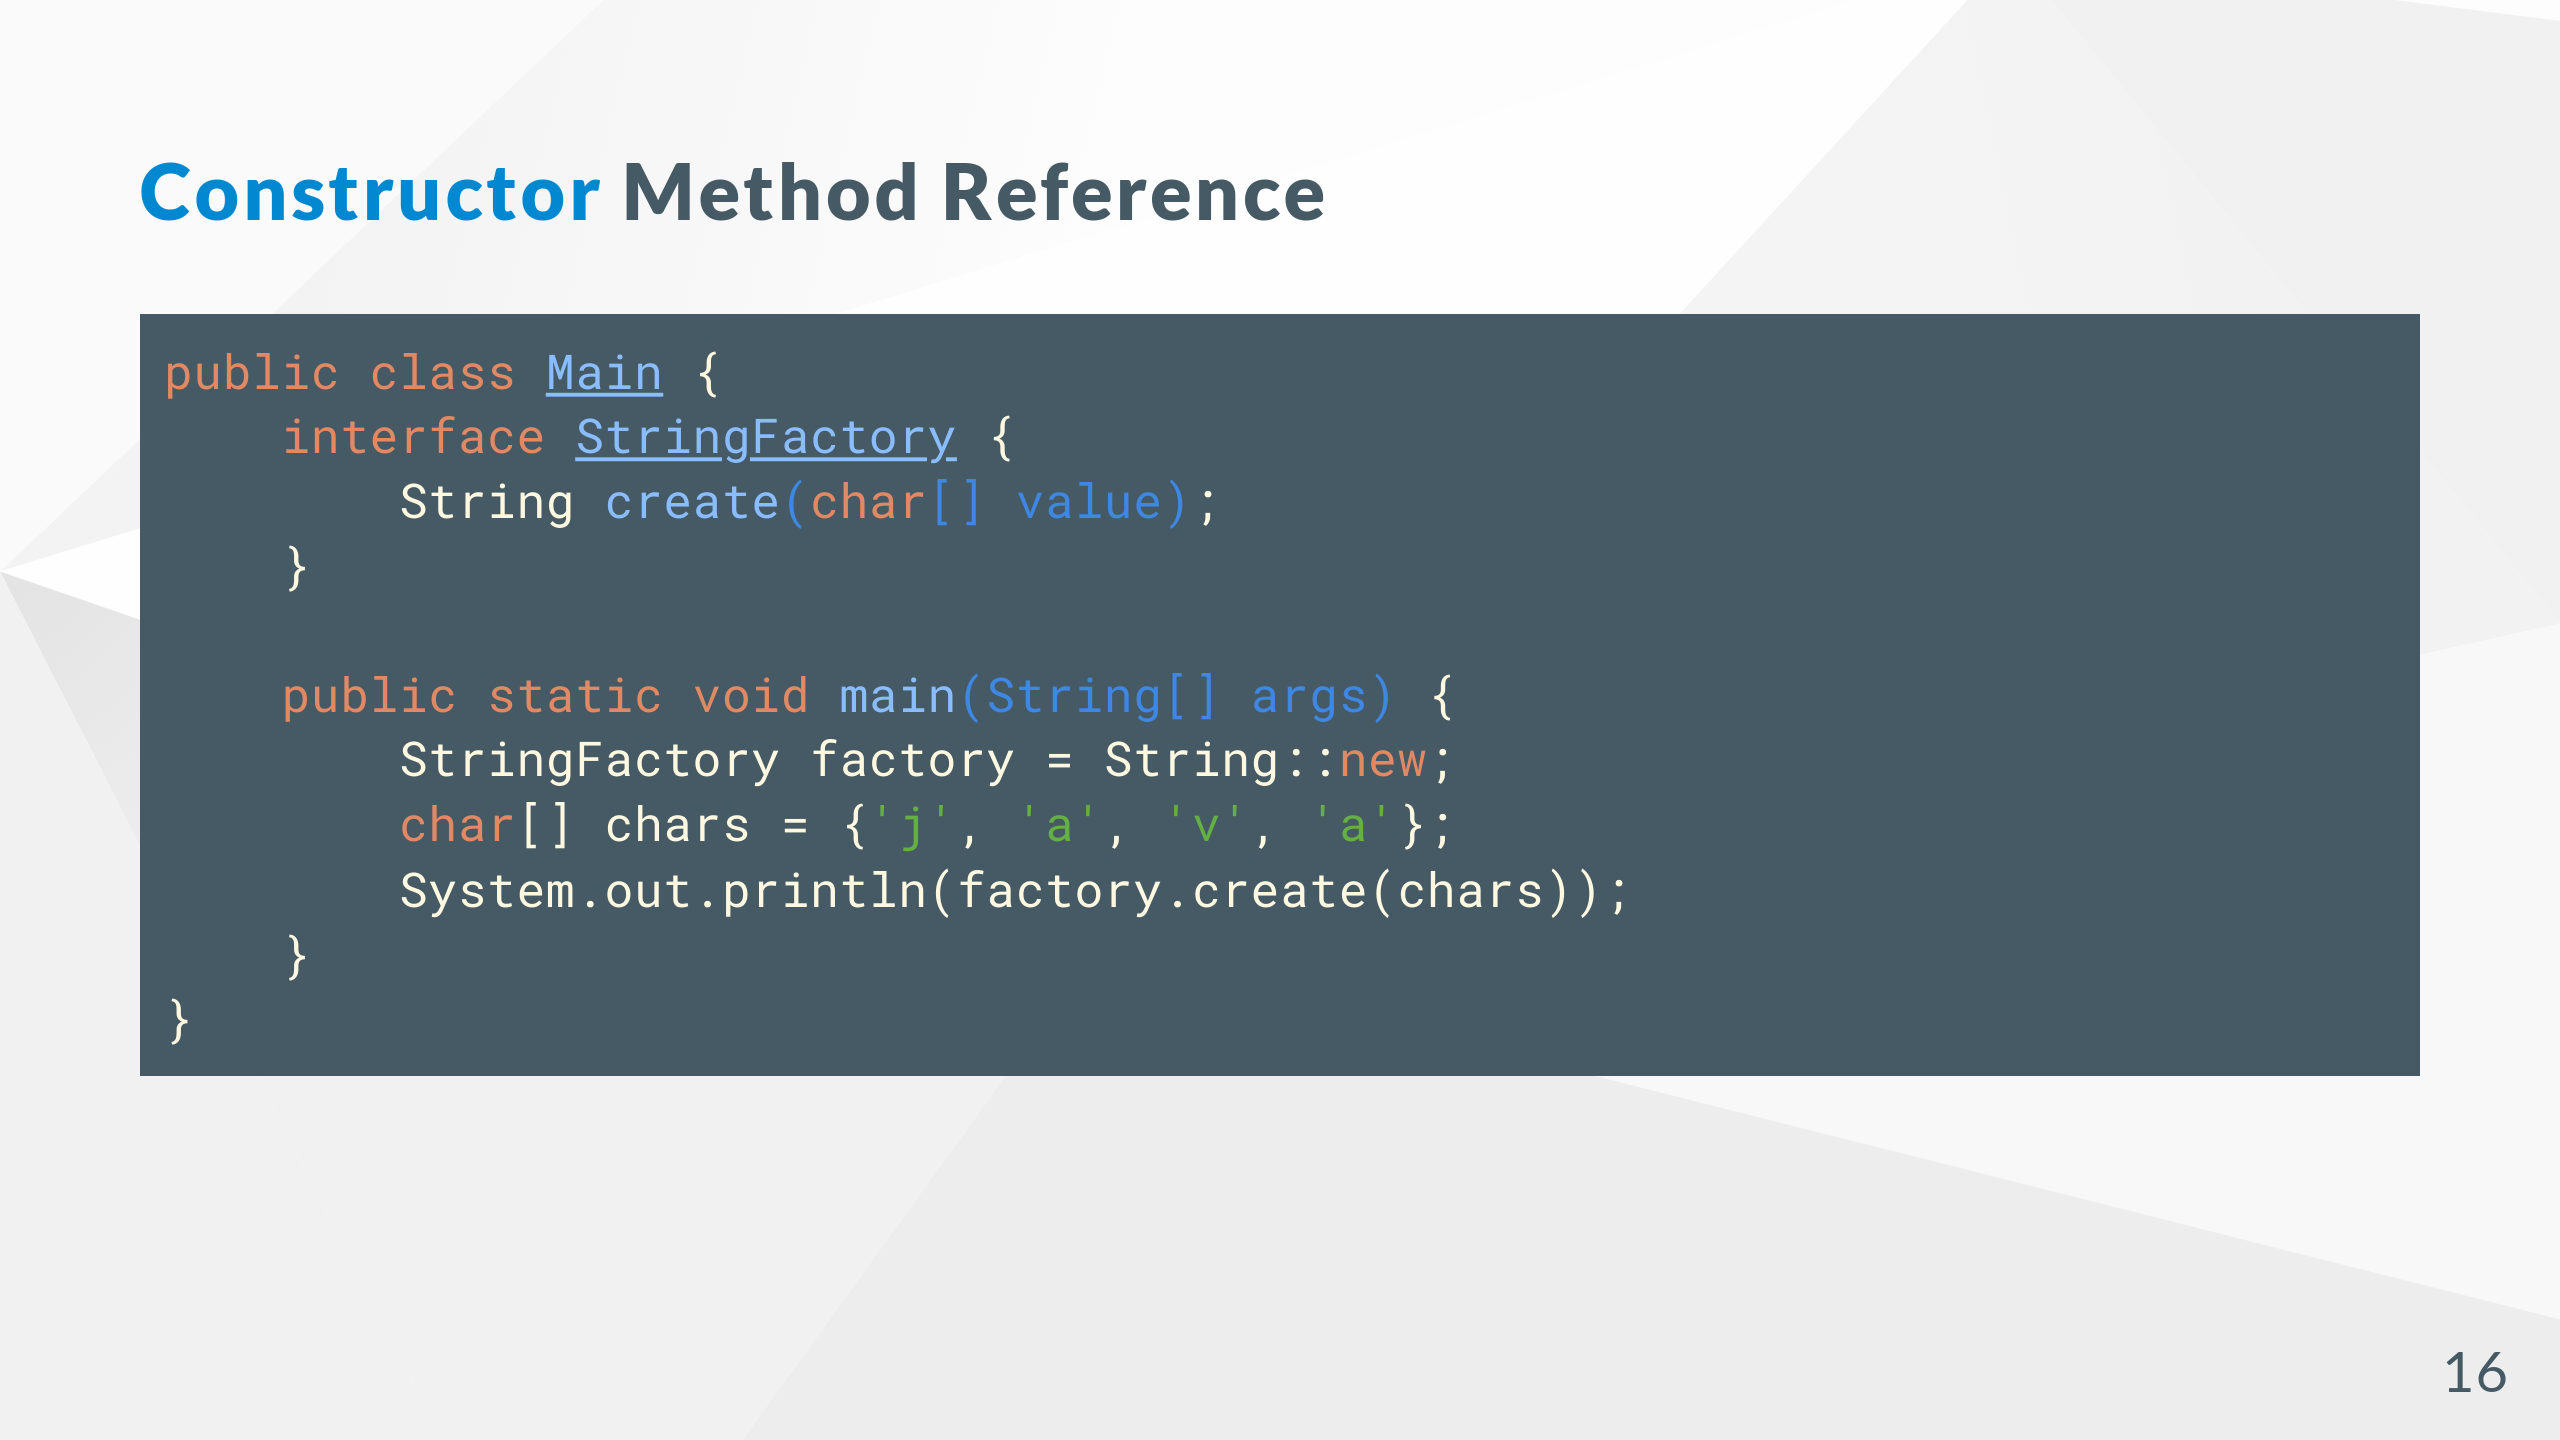 Constructor Method Reference
public class Main {
    interface StringFactory {
        String create(char[] value);
    }

    public static void main(String[] args) {
        StringFactory factory = String::new;
        char[] chars = {'j', 'a', 'v', 'a'};
        System.out.println(factory.create(chars));
    }
}
16